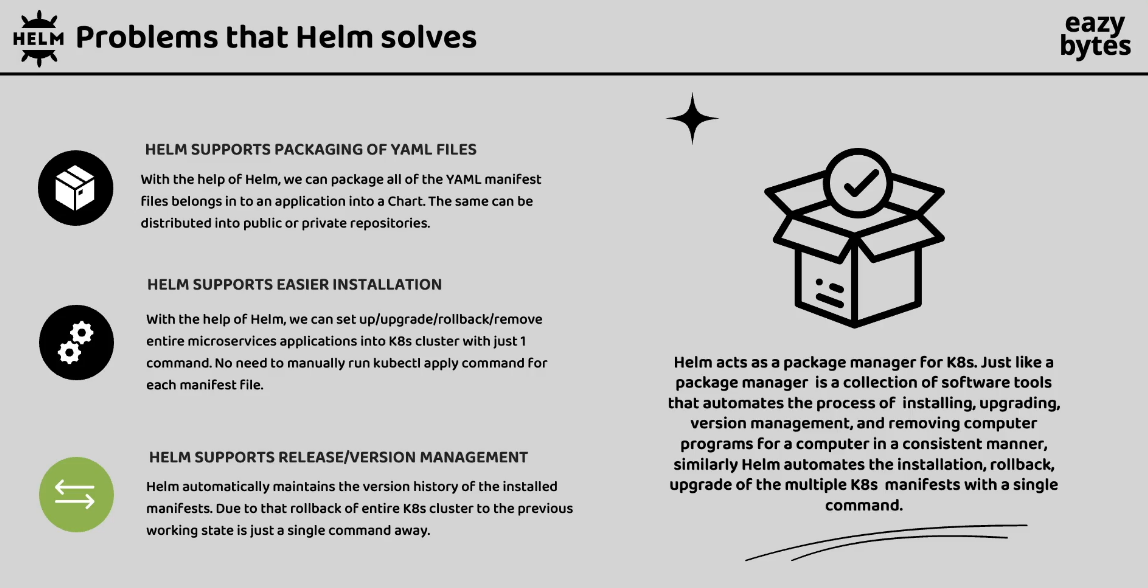 HELM
Problems that Helm solves
eazy
bytes
HELM SUPPORTS PACKAGING OF YAML FILES
With the help of Helm, we can package all of the YAML manifest
files belongs in to an application into a Chart. The same can be
distributed into public or private repositories.
HELM SUPPORTS EASIER INSTALLATION
With the help of Helm, we can set up/upgrade/rollback/remove
entire microservices applications into K8s cluster with just 1
command. No need to manually run kubectl apply command for
each manifest file.
HELM SUPPORTS RELEASE/VERSION MANAGEMENT
Helm automatically maintains the version history of the installed
manifests. Due to that rollback of entire K8s cluster to the previous
working state is just a single command away.
Helm acts as a package manager for K8s. Just like a
package manager is a collection of software tools
that automates the process of installing, upgrading,
version management, and removing computer
programs for a computer in a consistent manner,
similarly Helm automates the installation, rollback,
upgrade of the multiple K8s manifests with a single
command.